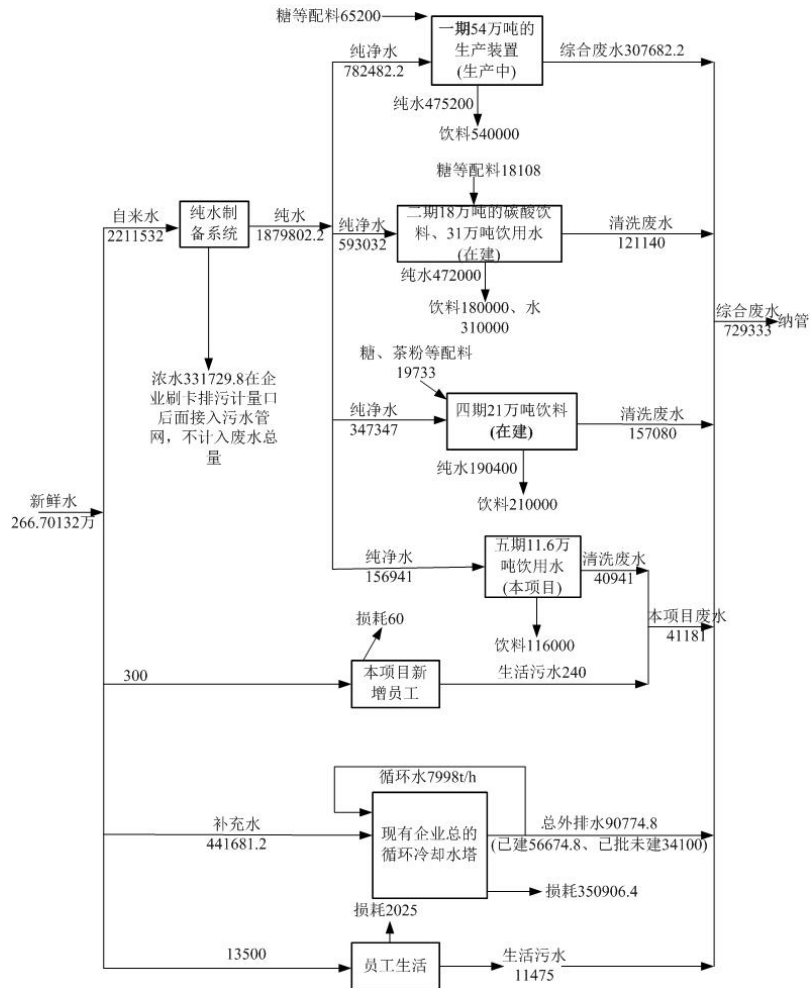 糖等配料65200
一期54万吨的
生产装置
(生产中)
纯净水
782482.2
综合废水307682.2
纯水475200
饮料540000
糖等配料18108
自来水
2211532
纯水制
备系统
纯水
1879802.2
纯净水
593032
二期18万吨的碳酸饮
料、31万吨饮用水
(在建)
清洗废水
121140
纯水472000
饮料180000、水
310000
综合废水
729333
纳管
浓水331729.8在企
业刷卡排污计量口
后面接入污水管
网，不计入废水总
量
糖、茶粉等配料
19733
纯净水
347347
四期21万吨饮料
(在建)
清洗废水
157080
纯水190400
饮料210000
新鲜水
266.70132万
纯净水
156941
五期11.6万
吨饮用水
(本项目)
清洗废水
40941
饮料116000
本项目废水
41181
损耗60
300
本项目新
增员工
生活污水240
循环水7998t/h
补充水
441681.2
现有企业总的
循环冷却水塔
总外排水90774.8
(已建56674.8、已批未建34100)
损耗350906.4
损耗2025
13500
员工生活
生活污水
11475